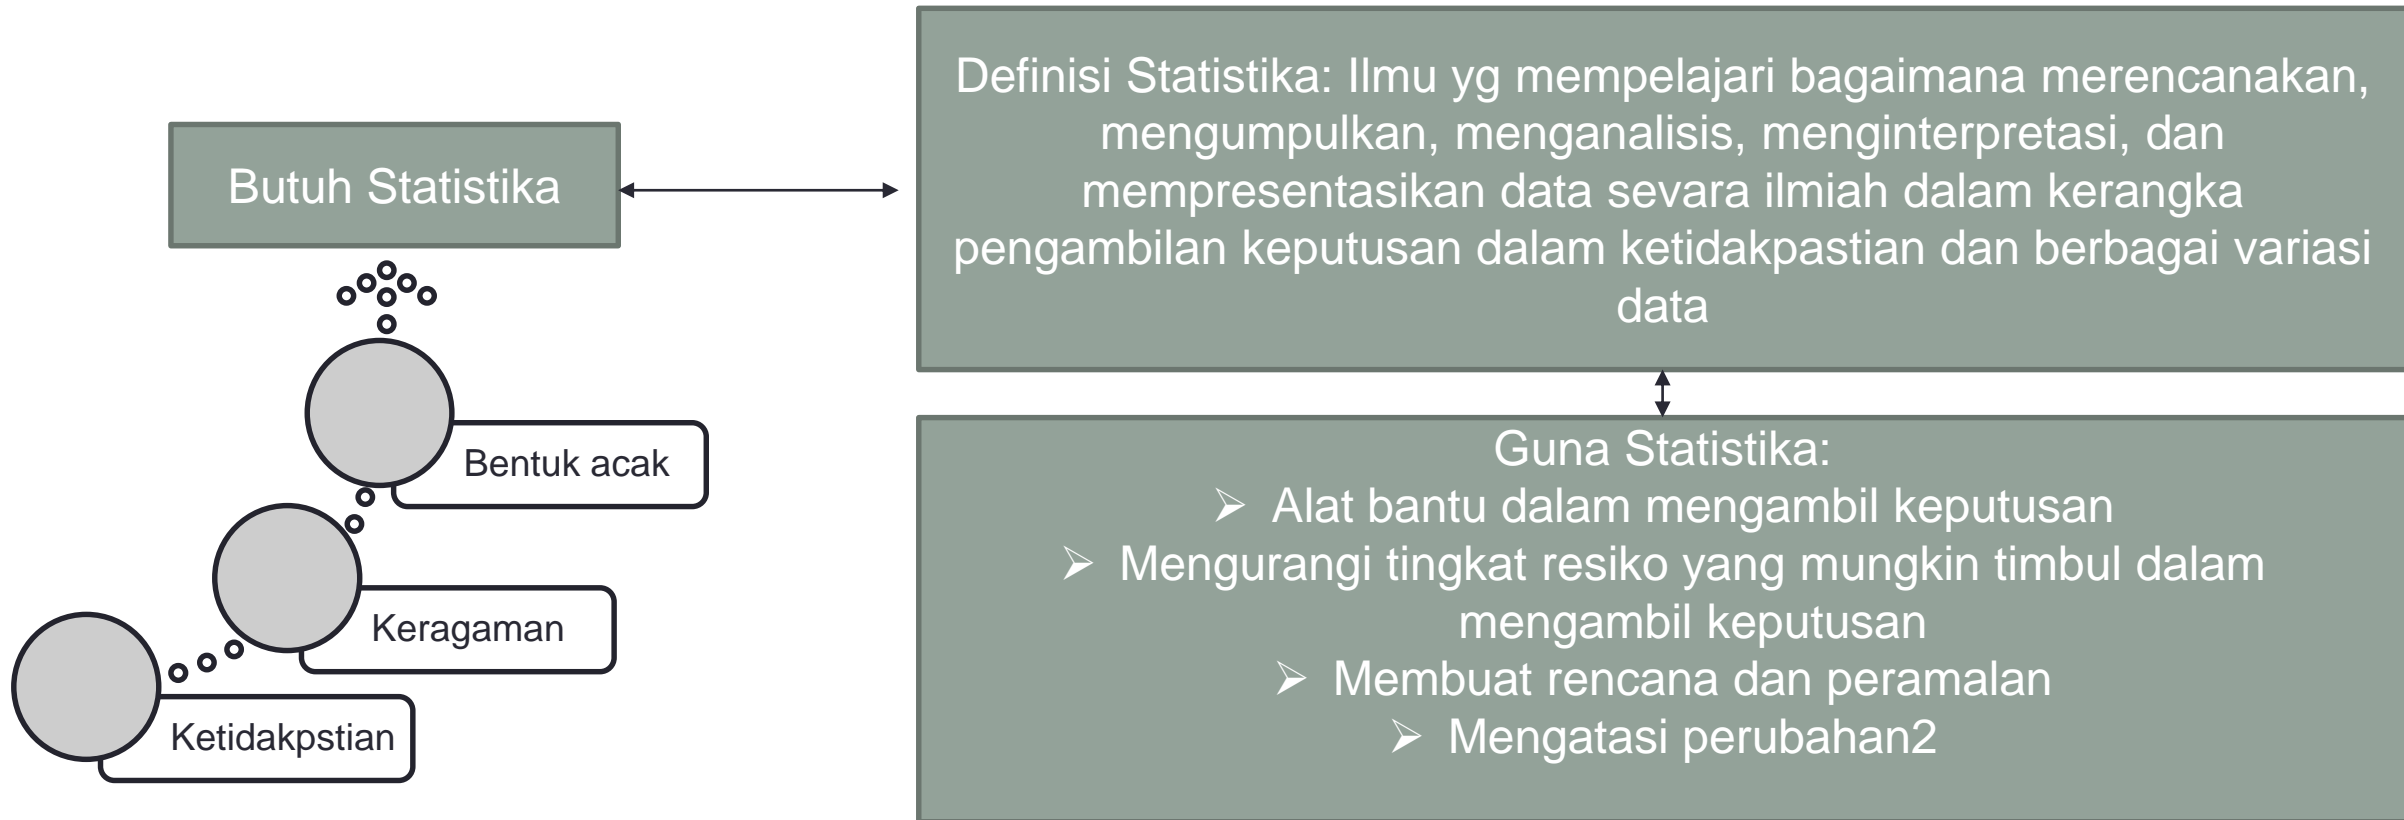 Butuh Statistika
Bentuk acak
Keragaman
Ketidakpstian
Definisi Statistika: Ilmu yg mempelajari bagaimana merencanakan,
mengumpulkan, menganalisis, menginterpretasi, dan
mempresentasikan data sevara ilmiah dalam kerangka
pengambilan keputusan dalam ketidakpastian dan berbagai variasi
data
Guna Statistika:
➢ Alat bantu dalam mengambil keputusan
➢ Mengurangi tingkat resiko yang mungkin timbul dalam
mengambil keputusan
➢ Membuat rencana dan peramalan
➢ Mengatasi perubahan2